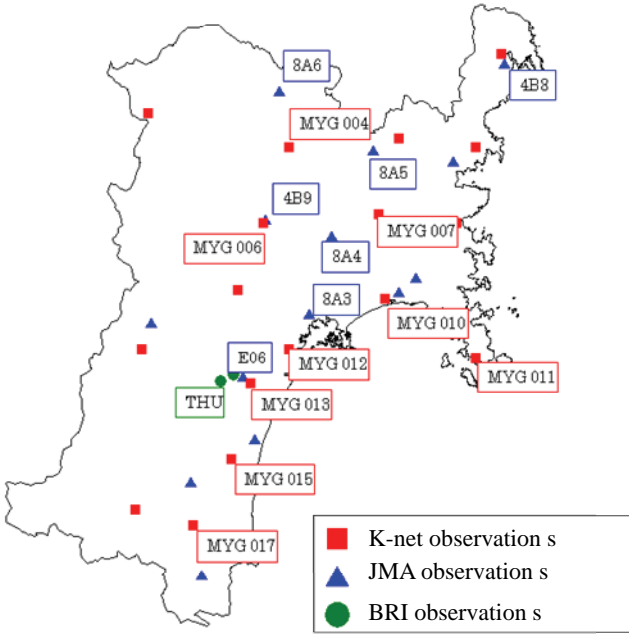 8A6
4B8
MYG 004
8A5
4B9
MYG 006
MYG 007
8A4
8A3
MYG 010
E06
MYG 012
MYG 011
THU
MYG 013
MYG 015
MYG 017
K-net observation s
JMA observation s
BRI observation s